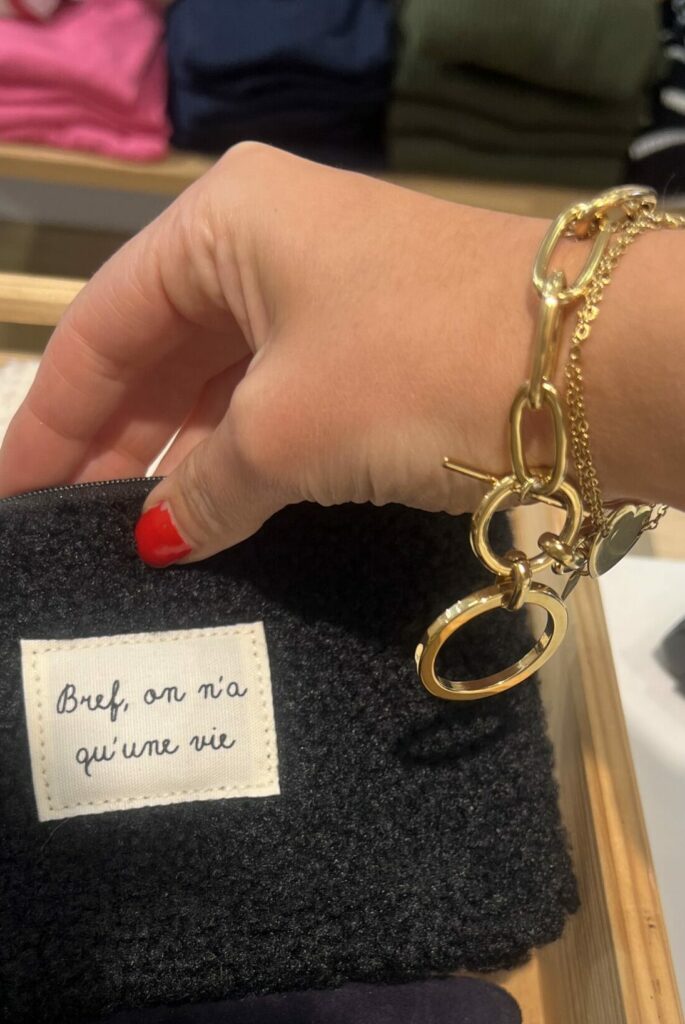 Bref, on n'a
qu'une vie